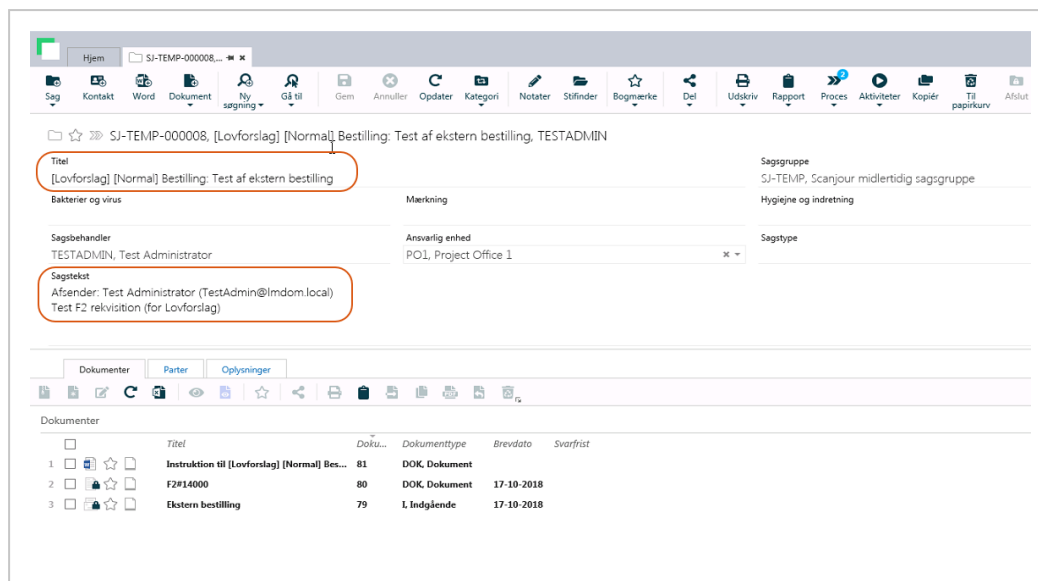 Hjem SJ-TEMP-000008,...
Sag Kontakt Word Dokument Ny søgning Gå til Gem Annuller Opdater Kategori Notater Stifinder Bogmærke Del Udskriv Rapport Proces 2 Aktiviteter Kopiér Til papirkurv Afslut
SJ-TEMP-000008, [Lovforslag] [Normal] Bestilling: Test af ekstern bestilling, TESTADMIN
Titel Sagsgruppe
[Lovforslag] [Normal] Bestilling: Test af ekstern bestilling SJ-TEMP, Scanjour midlertidig sagsgruppe
Bakterier og virus Mærkning Hygiejne og indretning
Sagsbehandler Ansvarlig enhed Sagstype
TESTADMIN, Test Administrator PO1, Project Office 1
Sagstekst
Afsender: Test Administrator (TestAdmin@lmdom.local)
Test F2 rekvisition (for Lovforslag)
Dokumenter Parter Oplysninger
Dokumenter
Titel Doku... Dokumenttype Brevdato Svarfrist
1 Instruktion til [Lovforslag] [Normal] Bes... 81 DOK, Dokument
2 F2#14000 80 DOK, Dokument 17-10-2018
3 Ekstern bestilling 79 I, Indgående 17-10-2018